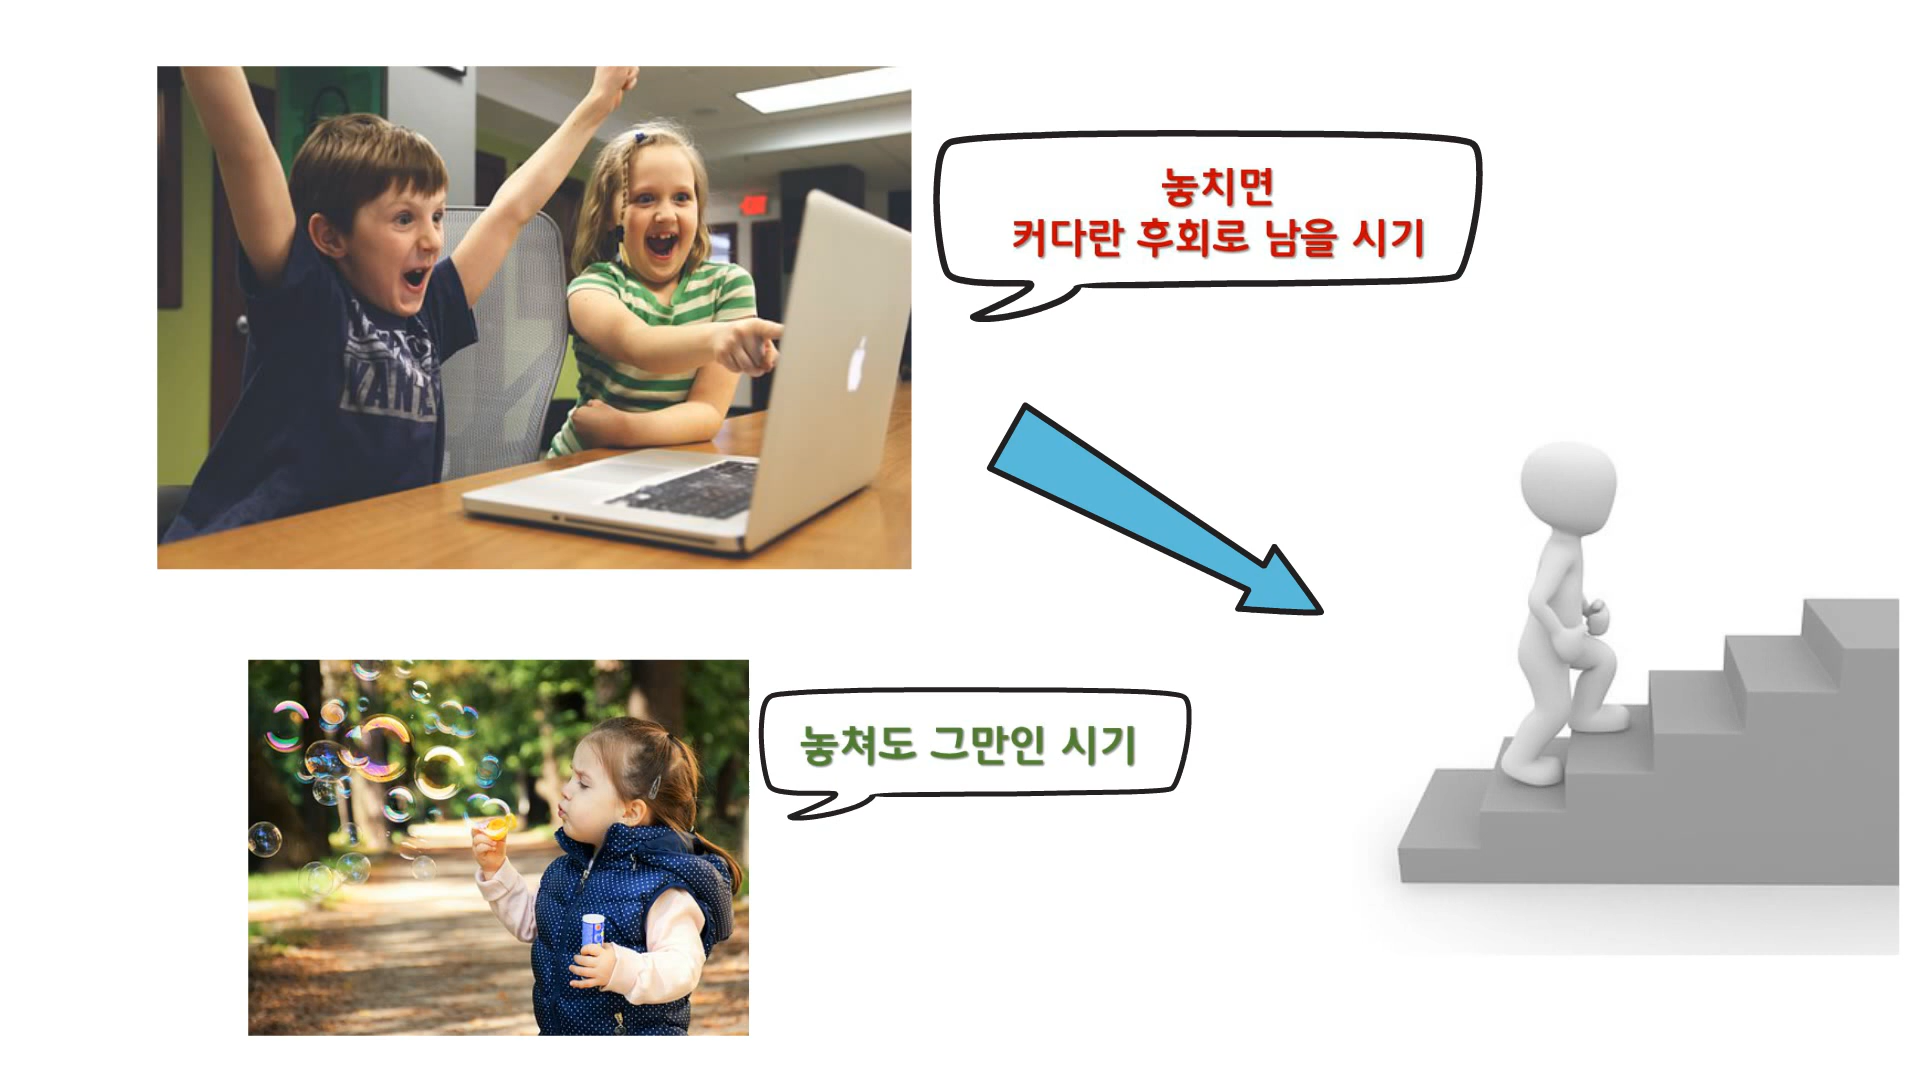 놓치면
커다란 후회로 남을 시기
놓쳐도 그만인 시기